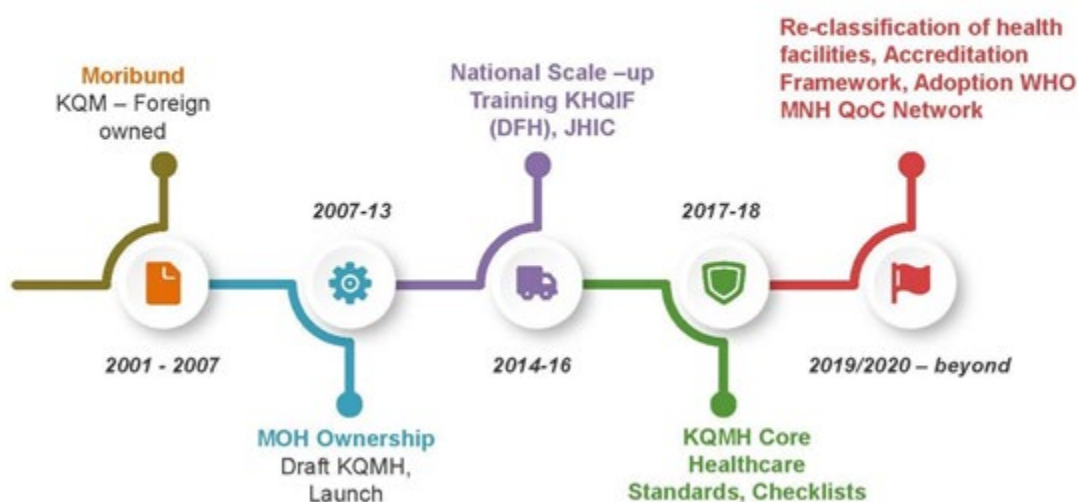 Moribund
KQM – Foreign
owned
2001 - 2007
2007-13
MOH Ownership
Draft KQMH,
Launch
National Scale –up
Training KHQIF
(DFH), JHIC
2014-16
2017-18
KQMH Core
Healthcare
Standards, Checklists
Re-classification of health
facilities, Accreditation
Framework, Adoption WHO
MNH QoC Network
2019/2020 – beyond